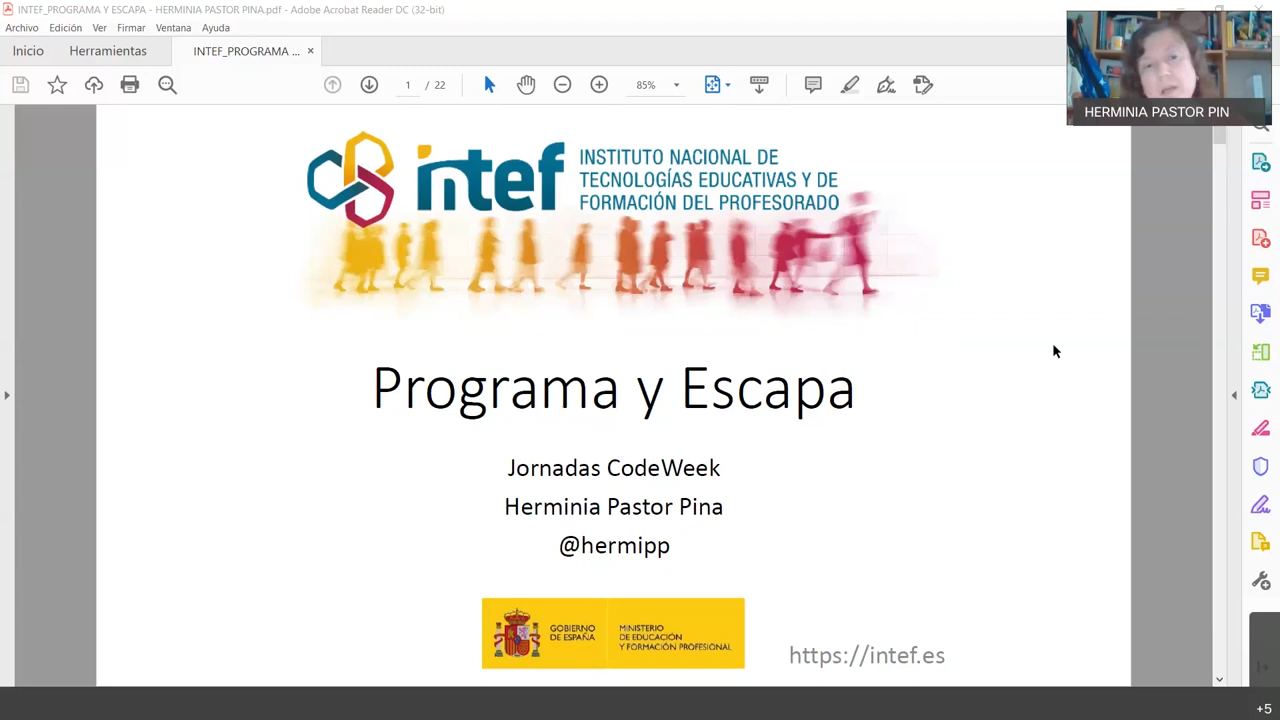 INTEF_PROGRAMA Y ESCAPA - HERMINIA PASTOR PINA.pdf - Adobe Acrobat Reader DC (32-bit)
Archivo Edición Ver Firmar Ventana Ayuda
Inicio Herramientas INTEF_PROGRAMA ... ×
1 / 22 85%
HERMINIA PASTOR PIN
intef
INSTITUTO NACIONAL DE
TECNOLOGÍAS EDUCATIVAS Y DE
FORMACIÓN DEL PROFESORADO
Programa y Escapa
Jornadas CodeWeek
Herminia Pastor Pina
@hermipp
GOBIERNO
DE ESPAÑA
MINISTERIO
DE EDUCACIÓN
Y FORMACIÓN PROFESIONAL
https://intef.es
+5